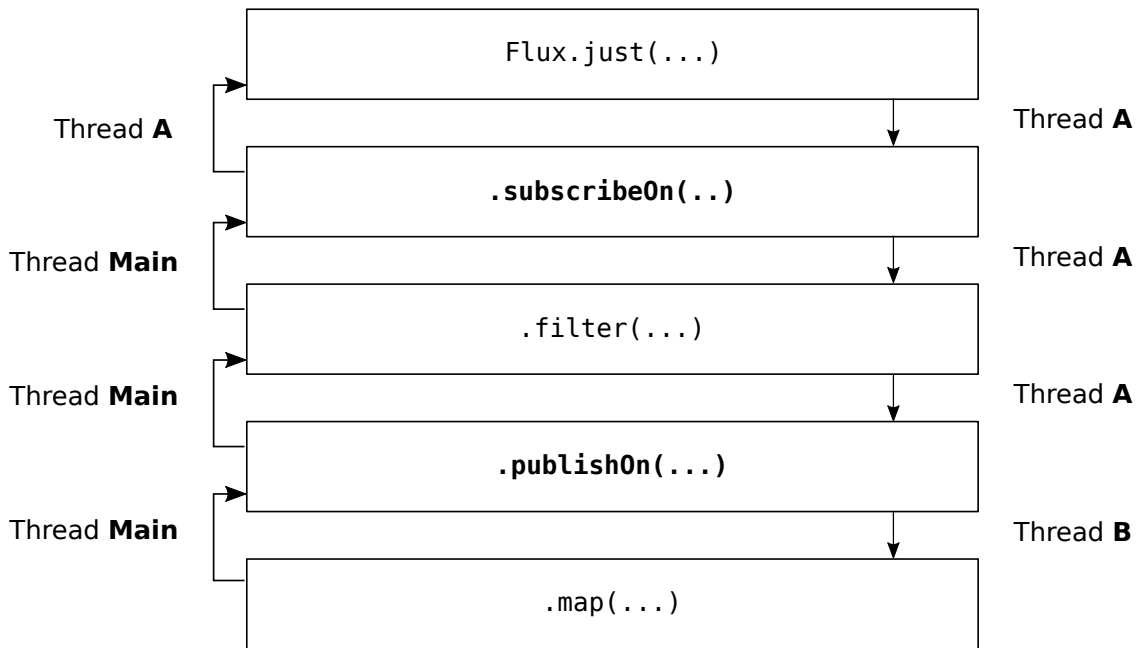 Flux.just(...)
Thread A
Thread A
.subscribeOn(..)
Thread Main
Thread A
.filter(...)
Thread Main
Thread A
.publishOn(...)
Thread Main
Thread B
.map(...)